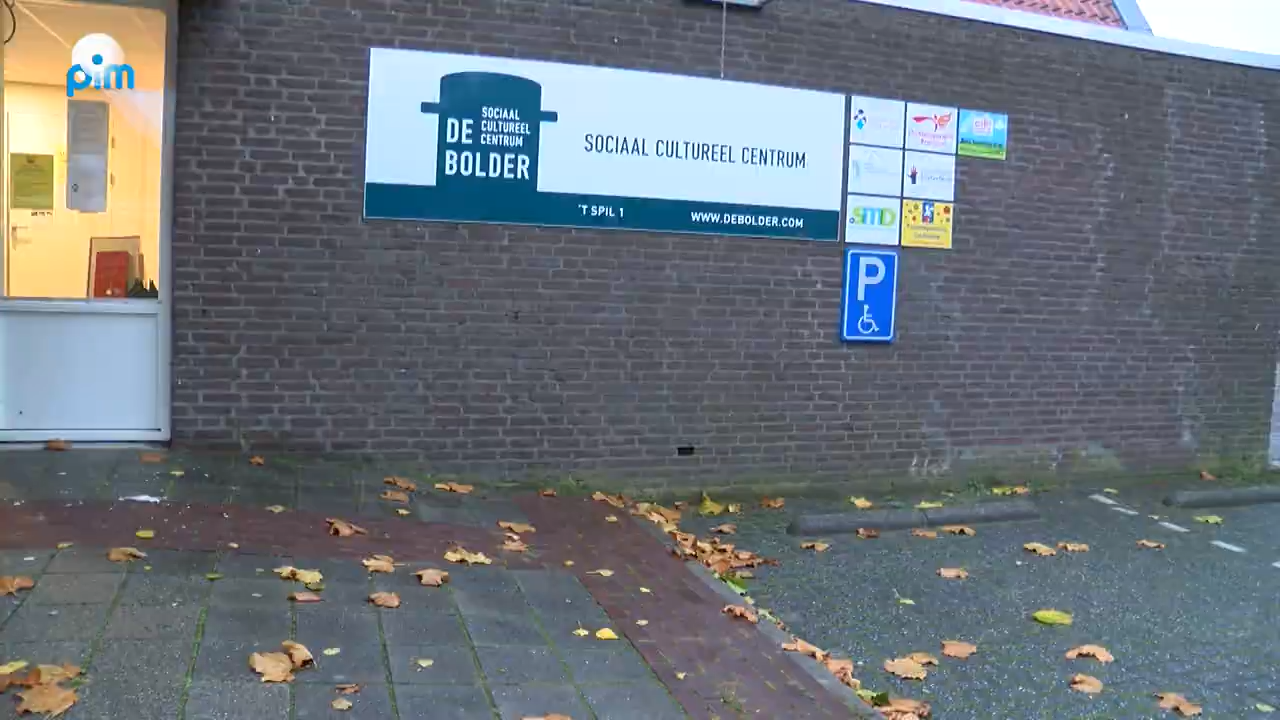 pim
DE
BOLDER
SOCIAAL
CULTUREEL
CENTRUM
SOCIAAL CULTUREEL CENTRUM
'T SPIL 1
WWW.DEBOLDER.COM
SMD
P